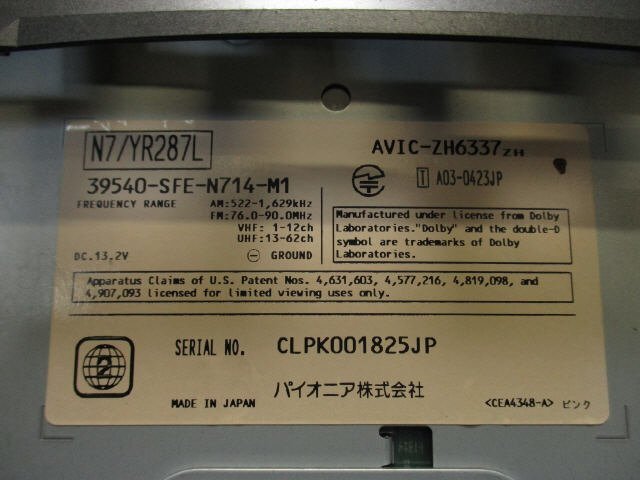 N7/YR287L
AVIC-ZH6337ZH
39540-SFE-N714-M1
I A03-0423JP
FREQUENCY RANGE AM:522-1,629kHz
FM:76.0-90.0MHz
VHF: 1-12ch
UHF:13-62ch
DC.13.2V
GROUND
Manufactured under license from Dolby
Laboratories."Dolby" and the double-D
symbol are trademarks of Dolby
Laboratories.
Apparatus Claims of U.S. Patent Nos. 4,631,603, 4,577,216, 4,819,098, and
4,907,093 licensed for limited viewing uses only.
2
SERIAL NO. CLPK001825JP
パイオニア株式会社
MADE IN JAPAN
<CEA4348-A> ピンク